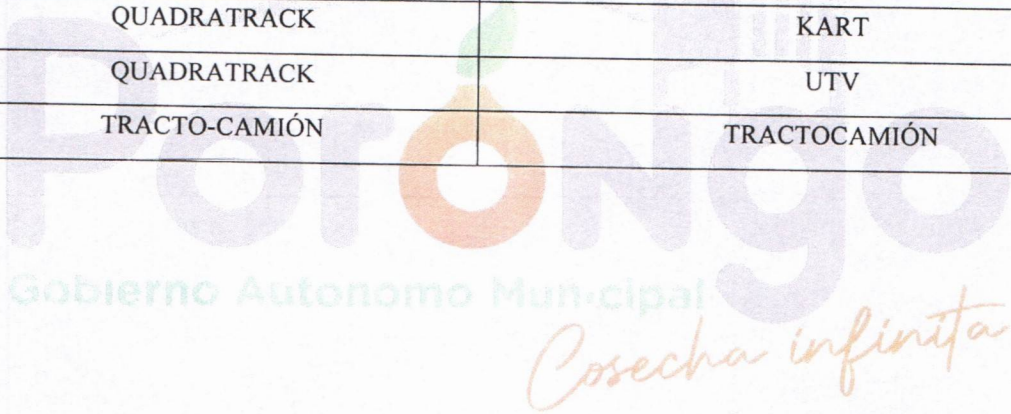 QUADRATRACK KART
QUADRATRACK UTV
TRACTO-CAMIÓN TRACTOCAMIÓN
Porongo
Gobierno Autonomo Municipal
Cosecha infinita